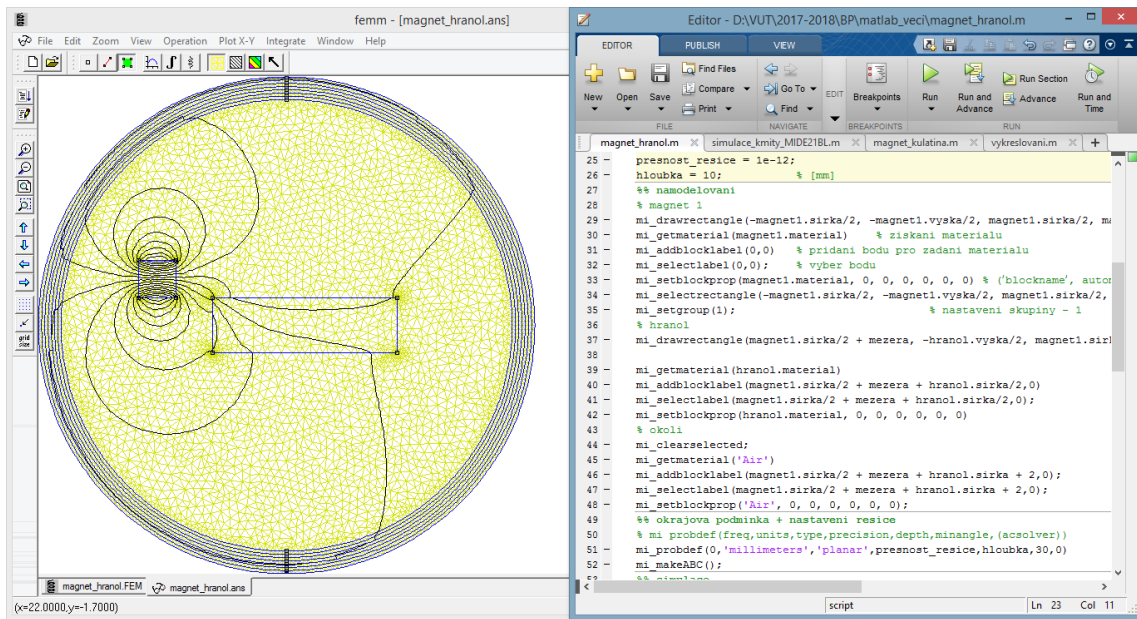 femm - [magnet_hranol.ans]
File Edit Zoom View Operation Plot X-Y Integrate Window Help
grid
size
magnet_hranol.FEM magnet_hranol.ans
(x=22.0000,y=-1.7000)
Editor - D:\VUT\2017-2018\BP\matlab_veci\magnet_hranol.m
EDITOR PUBLISH VIEW
New Open Save Find Files Compare Print Go To Find EDIT Breakpoints Run Run and Advance Run Section Advance Run and Time
FILE NAVIGATE BREAKPOINTS RUN
magnet_hranol.m simulace_kmity_MIDE21BL.m magnet_kulatina.m vykreslovani.m
25 - presnost_resice = 1e-12;
26 - hloubka = 10; % [mm]
27 %% namodelovani
28 % magnet 1
29 - mi_drawrectangle(-magnet1.sirka/2, -magnet1.vyska/2, magnet1.sirka/2, ma
30 - mi_getmaterial(magnet1.material) % ziskani materialu
31 - mi_addblocklabel(0,0) % pridani bodu pro zadani materialu
32 - mi_selectlabel(0,0); % vyber bodu
33 - mi_setblockprop(magnet1.material, 0, 0, 0, 0, 0, 0) % ('blockname', autom
34 - mi_selectrectangle(-magnet1.sirka/2, -magnet1.vyska/2, magnet1.sirka/2,
35 - mi_setgroup(1); % nastaveni skupiny - 1
36 % hranol
37 - mi_drawrectangle(magnet1.sirka/2 + mezera, -hranol.vyska/2, magnet1.sirk
38
39 - mi_getmaterial(hranol.material)
40 - mi_addblocklabel(magnet1.sirka/2 + mezera + hranol.sirka/2,0)
41 - mi_selectlabel(magnet1.sirka/2 + mezera + hranol.sirka/2,0);
42 - mi_setblockprop(hranol.material, 0, 0, 0, 0, 0, 0)
43 % okoli
44 - mi_clearselected;
45 - mi_getmaterial('Air')
46 - mi_addblocklabel(magnet1.sirka/2 + mezera + hranol.sirka + 2,0);
47 - mi_selectlabel(magnet1.sirka/2 + mezera + hranol.sirka + 2,0);
48 - mi_setblockprop('Air', 0, 0, 0, 0, 0, 0);
49 %% okrajova podminka + nastaveni resice
50 % mi probdef(freq,units,type,precision,depth,minangle,(acsolver))
51 - mi_probdef(0,'millimeters','planar',presnost_resice,hloubka,30,0)
52 - mi_makeABC();
53 %% simulace
script Ln 23 Col 11